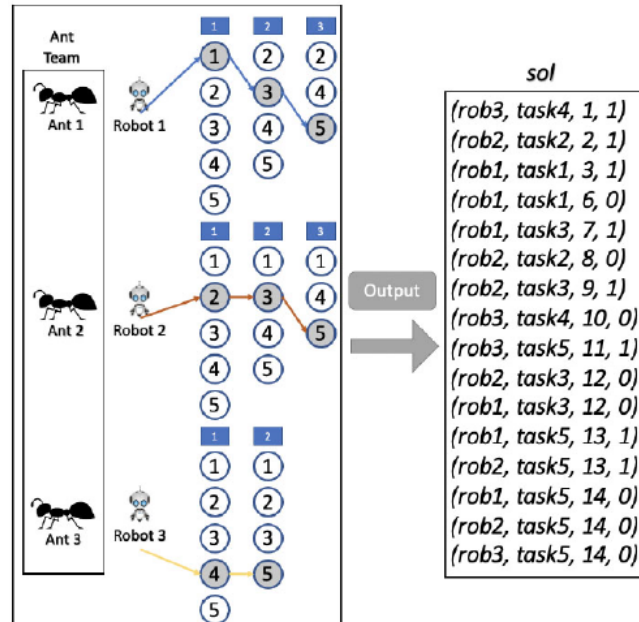 Ant
Team
1 2 3
1 2 2
2 3 4
3 4 5
4 5
5
Ant 1 Robot 1
1 2 3
1 1 1
2 3 4
3 4 5
4 5
5
Ant 2 Robot 2
1 2
1 1
2 2
3 3
4 5
5
Ant 3 Robot 3
Output
sol
(rob3, task4, 1, 1)
(rob2, task2, 2, 1)
(rob1, task1, 3, 1)
(rob1, task1, 6, 0)
(rob1, task3, 7, 1)
(rob2, task2, 8, 0)
(rob2, task3, 9, 1)
(rob3, task4, 10, 0)
(rob3, task5, 11, 1)
(rob2, task3, 12, 0)
(rob1, task3, 12, 0)
(rob1, task5, 13, 1)
(rob2, task5, 13, 1)
(rob1, task5, 14, 0)
(rob2, task5, 14, 0)
(rob3, task5, 14, 0)